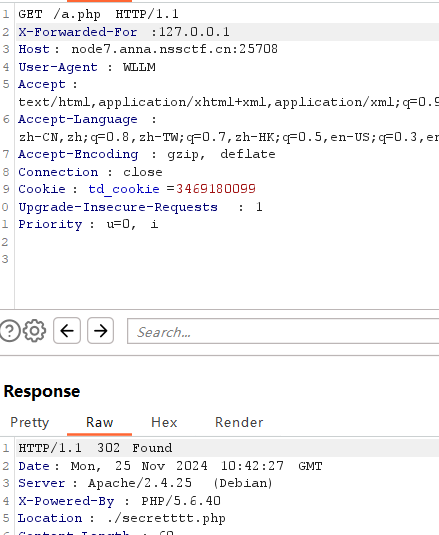 1 GET /a.php HTTP/1.1
2 X-Forwarded-For :127.0.0.1
3 Host: node7.anna.nssctf.cn:25708
4 User-Agent : WLLM
5 Accept :
text/html,application/xhtml+xml,application/xml;q=0.9
6 Accept-Language :
zh-CN,zh;q=0.8,zh-TW;q=0.7,zh-HK;q=0.5,en-US;q=0.3,en
7 Accept-Encoding : gzip, deflate
8 Connection : close
9 Cookie : td_cookie =3469180099
0 Upgrade-Insecure-Requests : 1
1 Priority : u=0, i
2
3
Search...
Response
Pretty Raw Hex Render
1 HTTP/1.1 302 Found
2 Date : Mon, 25 Nov 2024 10:42:27 GMT
3 Server : Apache/2.4.25 (Debian)
4 X-Powered-By : PHP/5.6.40
5 Location : ./secretttt.php
6 Content-Length : 60